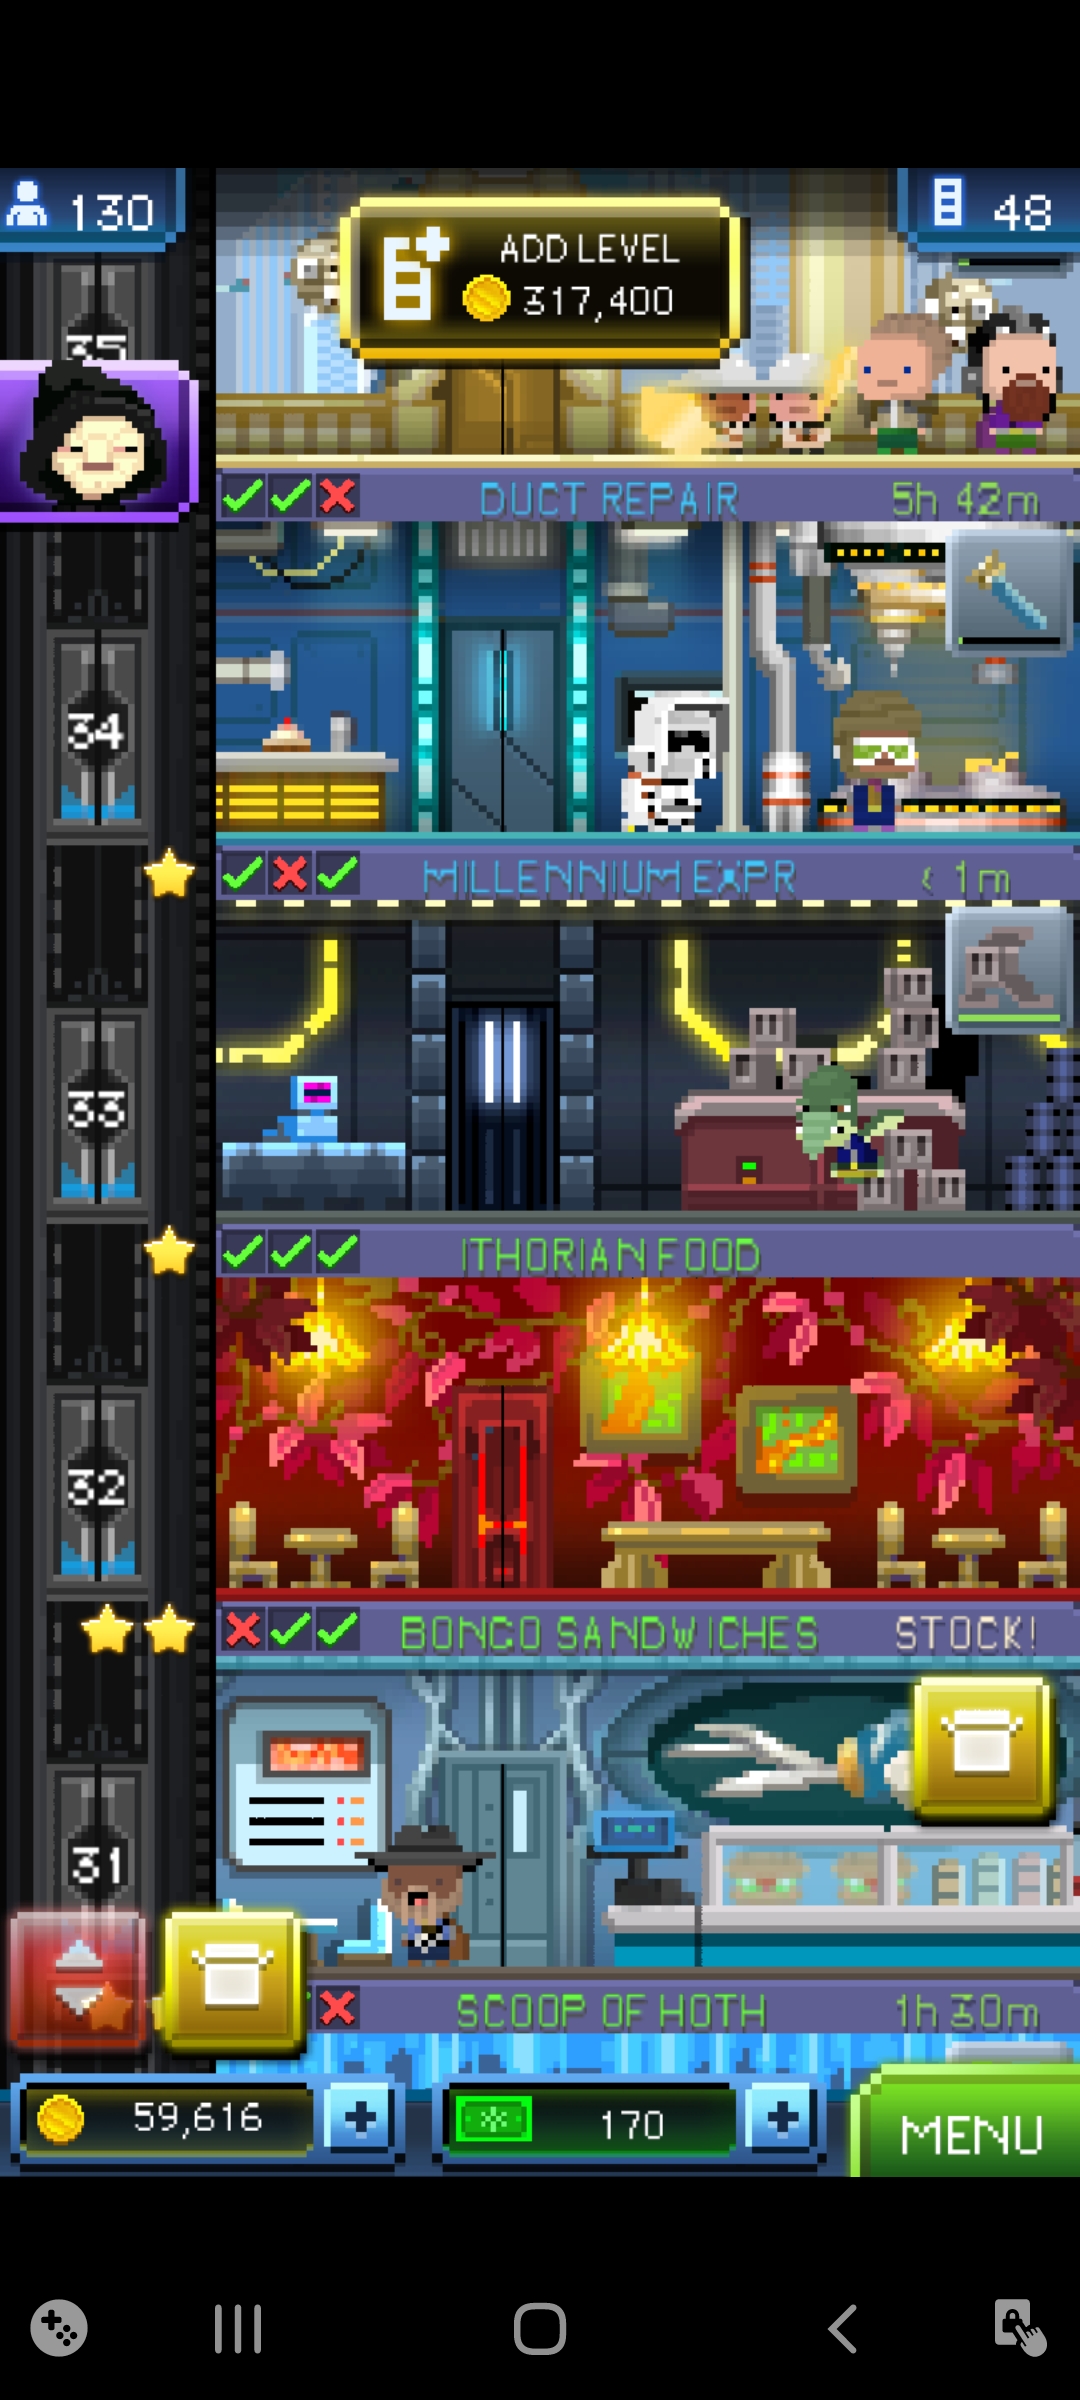 130
48
ADD LEVEL
317,400
35
DUCT REPAIR 5h 42m
34
MILLENNIUM EXPR < 1m
33
ITHORIAN FOOD
32
BONGO SANDWICHES STOCK!
31
SCOOP OF HOTH 1h 30m
59,616
170
MENU